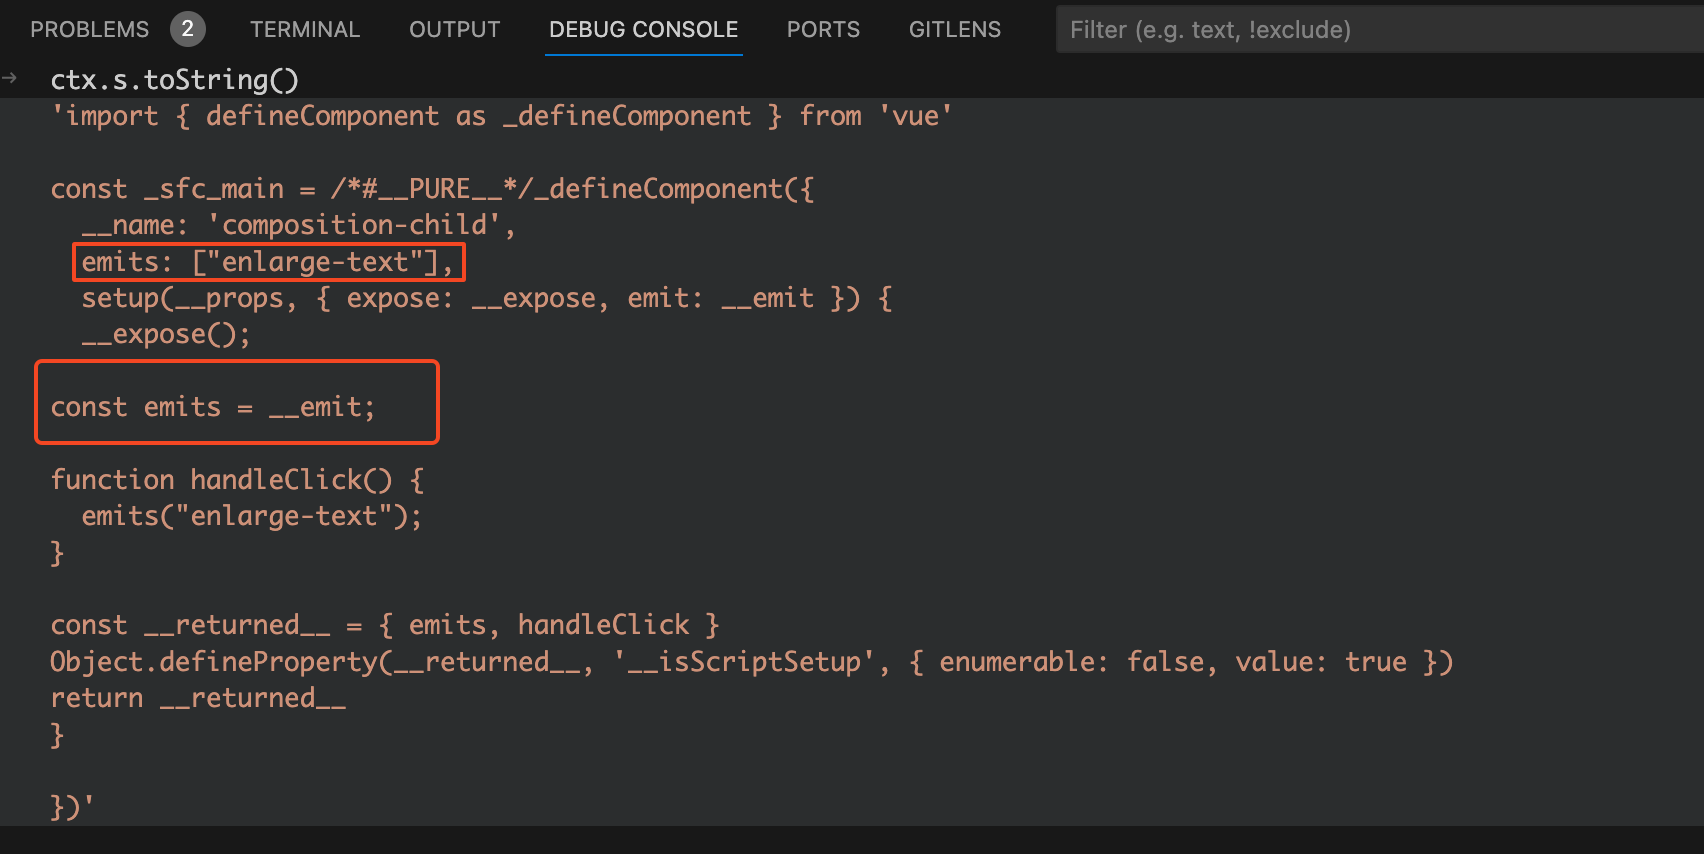 PROBLEMS 2 TERMINAL OUTPUT DEBUG CONSOLE PORTS GITLENS Filter (e.g. text, !exclude)
→ ctx.s.toString()
'import { defineComponent as _defineComponent } from 'vue'
const _sfc_main = /*#__PURE__*/_defineComponent({
__name: 'composition-child',
emits: ["enlarge-text"],
setup(__props, { expose: __expose, emit: __emit }) {
__expose();
const emits = __emit;
function handleClick() {
emits("enlarge-text");
}
const __returned__ = { emits, handleClick }
Object.defineProperty(__returned__, '__isScriptSetup', { enumerable: false, value: true })
return __returned__
}
})'